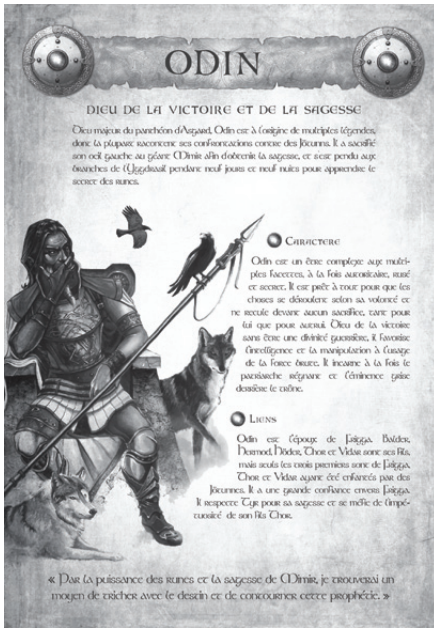 ODIN
DIEU DE LA VICTOIRE ET DE LA SAGESSE
Dieu majeur du panthéon d'Asgard, Odin est à l'origine de multiples légendes,
dont la plupart racontent ses confrontations contre des Jötunns. Il a sacrifié
son oeil gauche au géant Mimir afin d'obtenir la sagesse, et s'est pendu aux
branches de l'Yggdrasil pendant neuf jours et neuf nuits pour apprendre le
secret des runes.
CARACTERE
Odin est un être complexe aux multi-
ples facettes, à la fois autoritaire, rusé
et secret. Il est prêt à tout pour que les
choses se déroulent selon sa volonté et
ne recule devant aucun sacrifice, tant pour
lui que pour autrui. Dieu de la victoire
sans être une divinité guerrière, il favorise
l'intelligence et la manipulation à l'usage
de la force brute. Il incarne à la fois le
patriarche régnant et l'éminence grise
derrière le trône.
LIENS
Odin est l'époux de Frigga. Balder,
Hermod, Höder, Thor et Vidar sont ses fils,
mais seuls les trois premiers sont de Frigga,
Thor et Vidar ayant été enfantés par des
Jötunnes. Il a une grande confiance envers Frigga.
Il respecte Tyr pour sa sagesse et se méfie de l'impé-
tuosité de son fils Thor.
« Par la puissance des runes et la sagesse de Mimir, je trouverai un
moyen de tricher avec le destin et de contourner cette prophétie. »